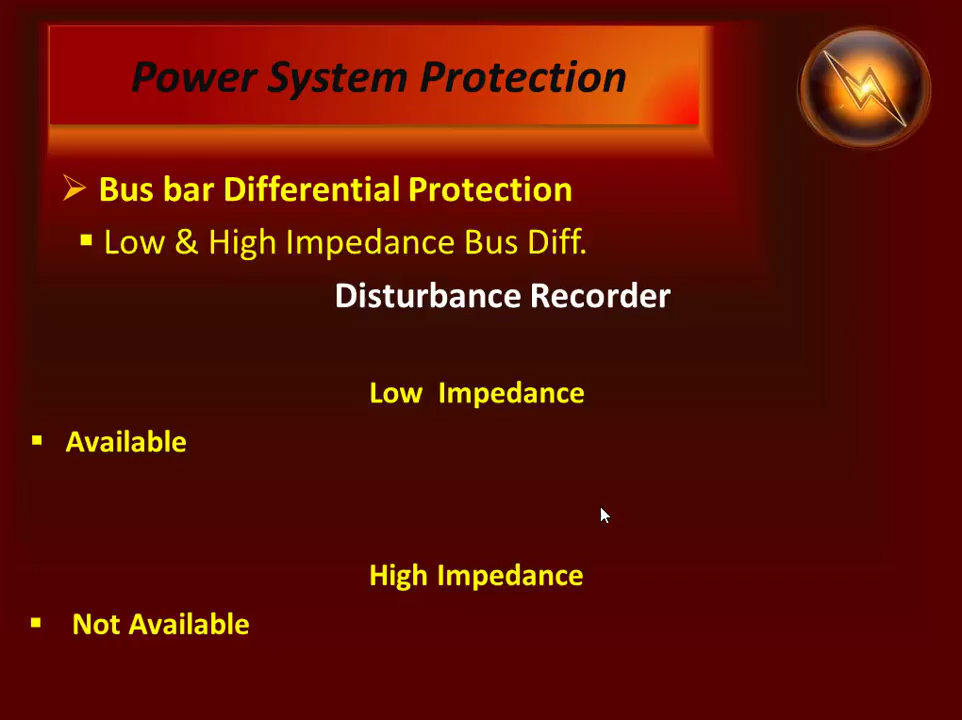 Power System Protection
Bus bar Differential Protection
Low & High Impedance Bus Diff.
Disturbance Recorder
Low Impedance
Available
High Impedance
Not Available